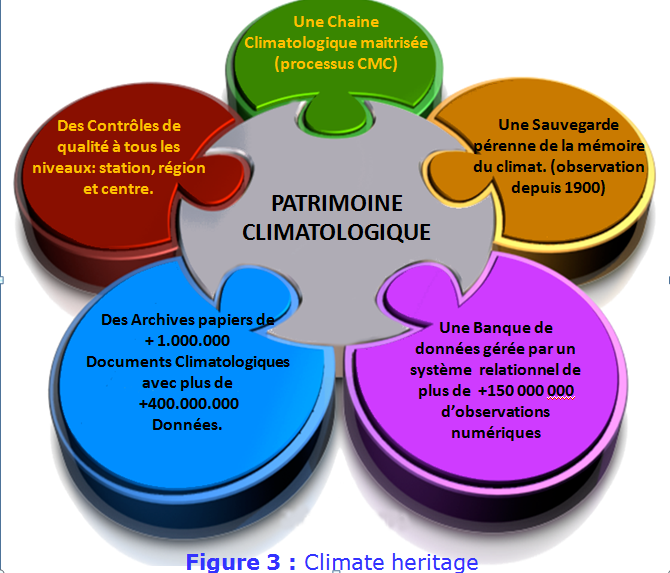 Une Chaine
Climatologique maitrisée
(processus CMC)
Des Contrôles de
qualité à tous les
niveaux: station, région
et centre.
Une Sauvegarde
pérenne de la mémoire
du climat. (observation
depuis 1900)
PATRIMOINE
CLIMATOLOGIQUE
Des Archives papiers de
+ 1.000.000
Documents Climatologiques
avec plus de
+400.000.000
Données.
Une Banque de
données gérée par un
système relationnel de
plus de +150 000 000
d’observations
numériques
Figure 3 : Climate heritage